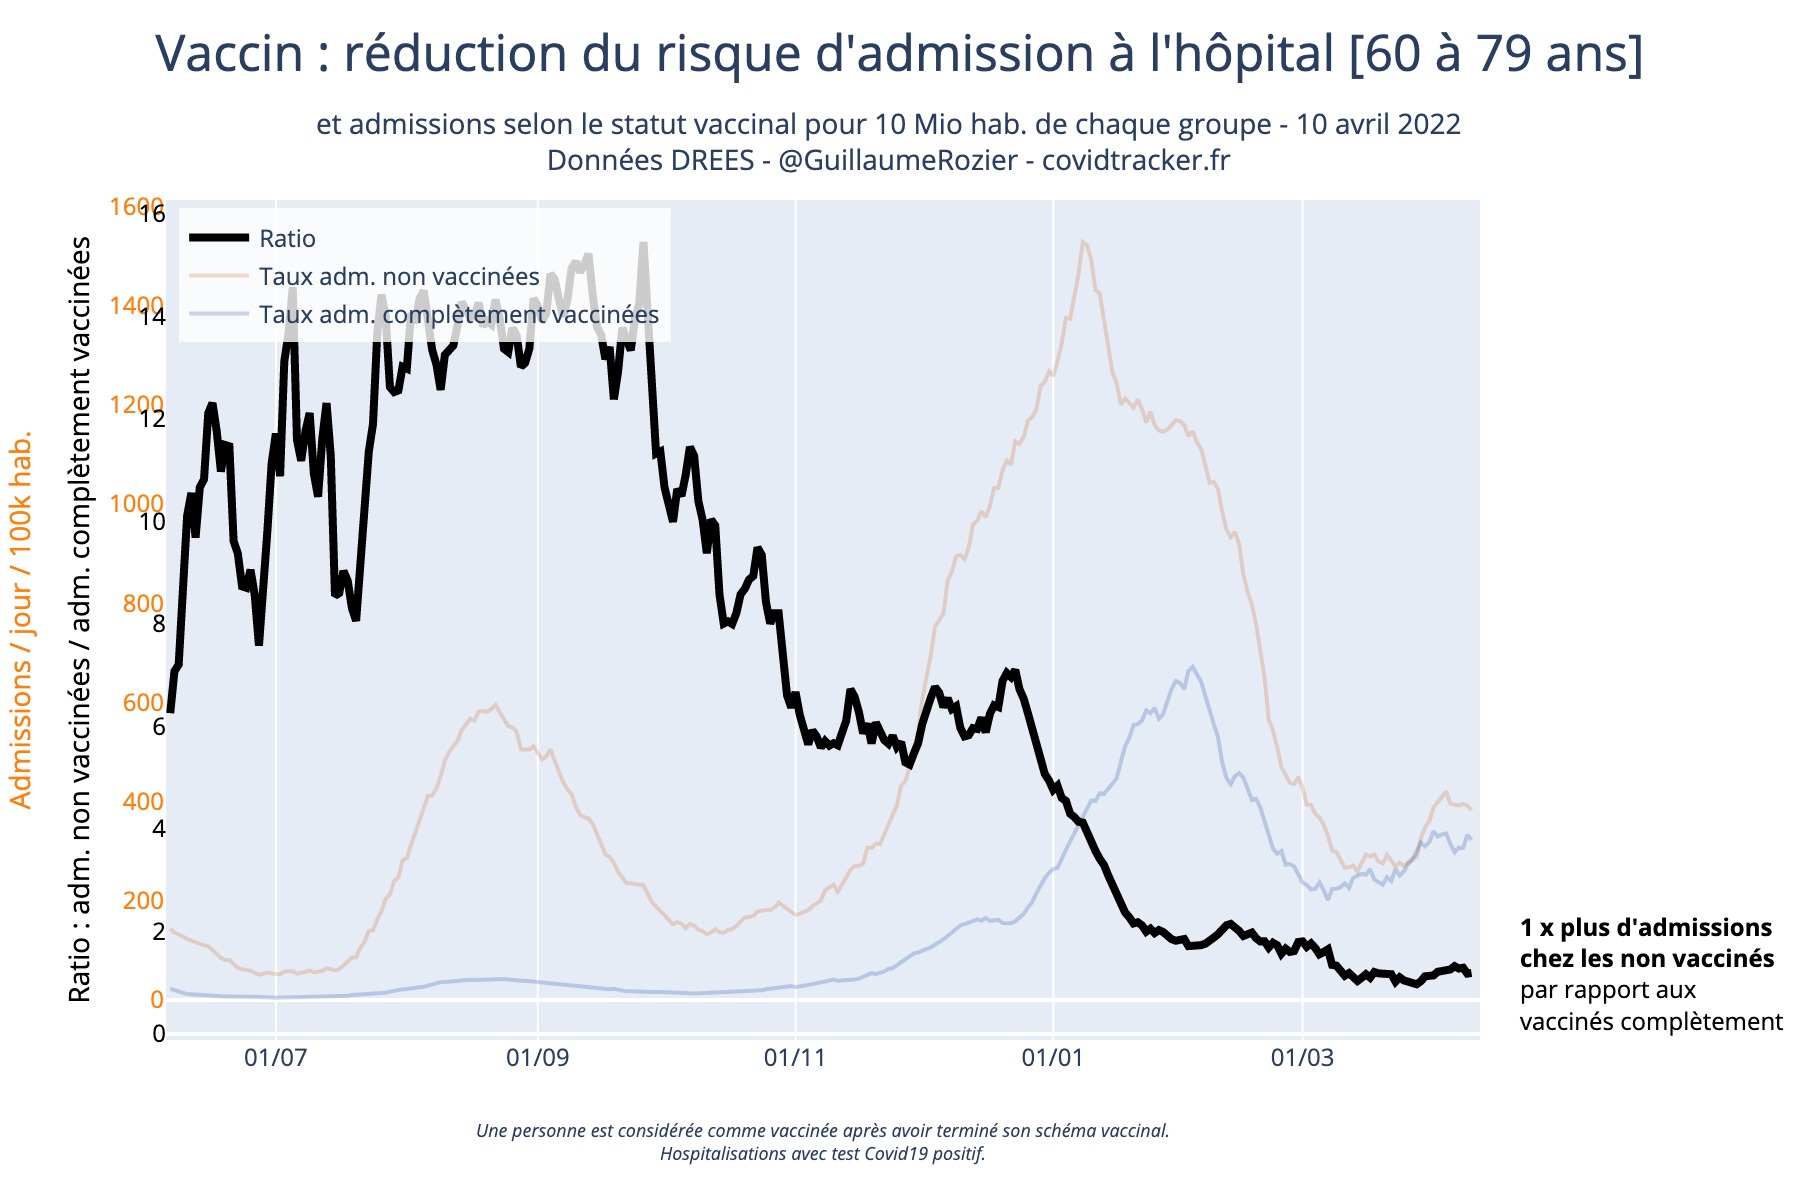 Vaccin : réduction du risque d'admission à l'hôpital [60 à 79 ans]
et admissions selon le statut vaccinal pour 10 Mio hab. de chaque groupe - 10 avril 2022
Données DREES - @GuillaumeRozier - covidtracker.fr
Admissions / jour / 100k hab.
Ratio : adm. non vaccinées / adm. complètement vaccinées
1600
1400
1200
1000
800
600
400
200
0
16
14
12
10
8
6
4
2
0
Ratio
Taux adm. non vaccinées
Taux adm. complètement vaccinées
1 x plus d'admissions
chez les non vaccinés
par rapport aux
vaccinés complètement
01/07 01/09 01/11 01/01 01/03
Une personne est considérée comme vaccinée après avoir terminé son schéma vaccinal.
Hospitalisations avec test Covid19 positif.